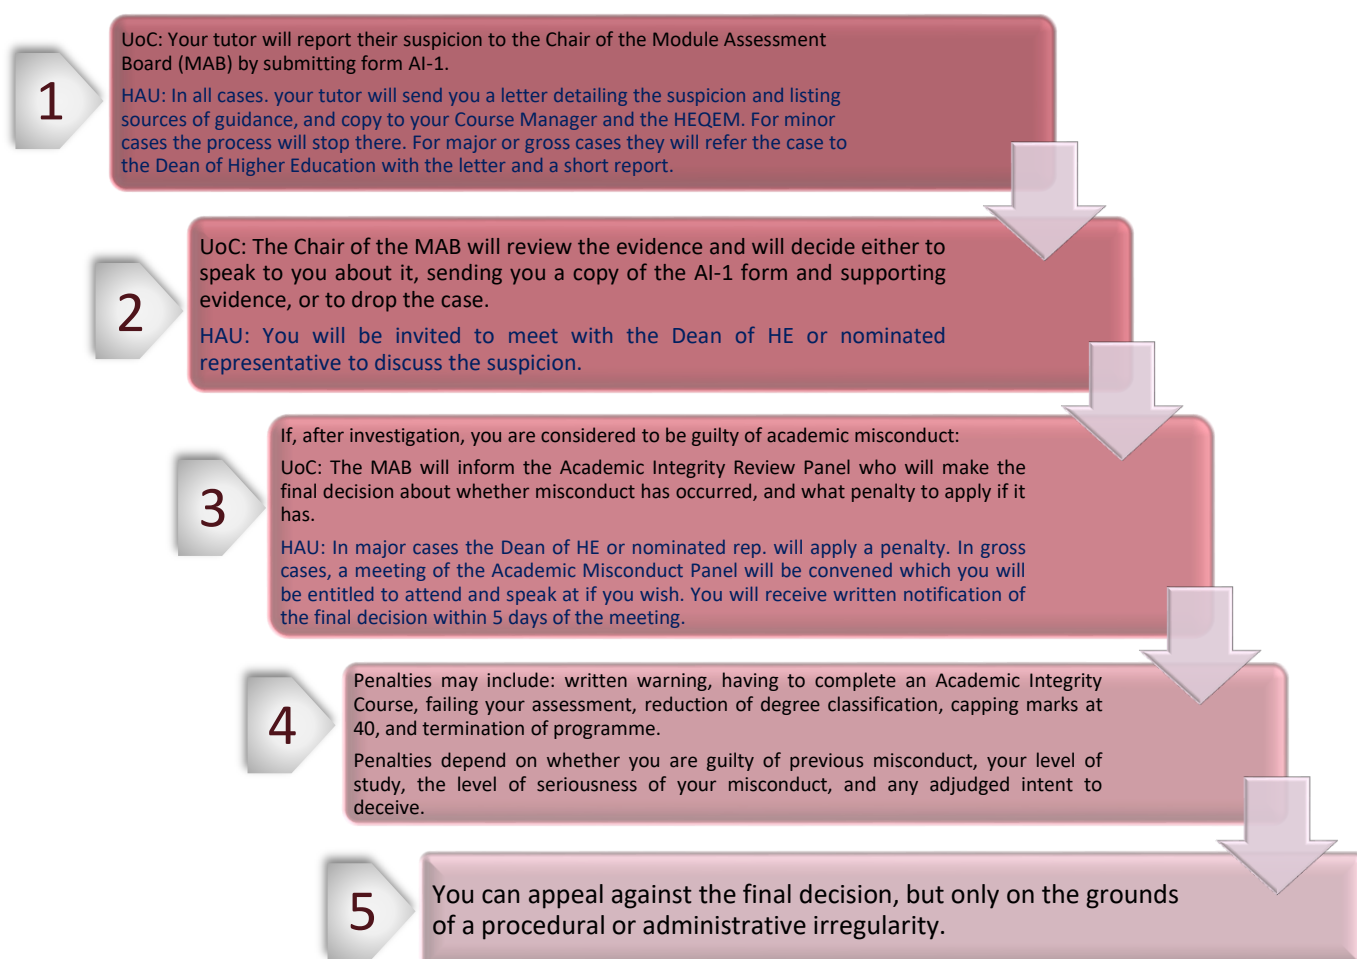 1
UoC: Your tutor will report their suspicion to the Chair of the Module Assessment
Board (MAB) by submitting form AI-1.
HAU: In all cases. your tutor will send you a letter detailing the suspicion and listing
sources of guidance, and copy to your Course Manager and the HEQEM. For minor
cases the process will stop there. For major or gross cases they will refer the case to
the Dean of Higher Education with the letter and a short report.
2
UoC: The Chair of the MAB will review the evidence and will decide either to
speak to you about it, sending you a copy of the AI-1 form and supporting
evidence, or to drop the case.
HAU: You will be invited to meet with the Dean of HE or nominated
representative to discuss the suspicion.
3
If, after investigation, you are considered to be guilty of academic misconduct:
UoC: The MAB will inform the Academic Integrity Review Panel who will make the
final decision about whether misconduct has occurred, and what penalty to apply if it
has.
HAU: In major cases the Dean of HE or nominated rep. will apply a penalty. In gross
cases, a meeting of the Academic Misconduct Panel will be convened which you will
be entitled to attend and speak at if you wish. You will receive written notification of
the final decision within 5 days of the meeting.
4
Penalties may include: written warning, having to complete an Academic Integrity
Course, failing your assessment, reduction of degree classification, capping marks at
40, and termination of programme.
Penalties depend on whether you are guilty of previous misconduct, your level of
study, the level of seriousness of your misconduct, and any adjudged intent to
deceive.
5
You can appeal against the final decision, but only on the grounds
of a procedural or administrative irregularity.